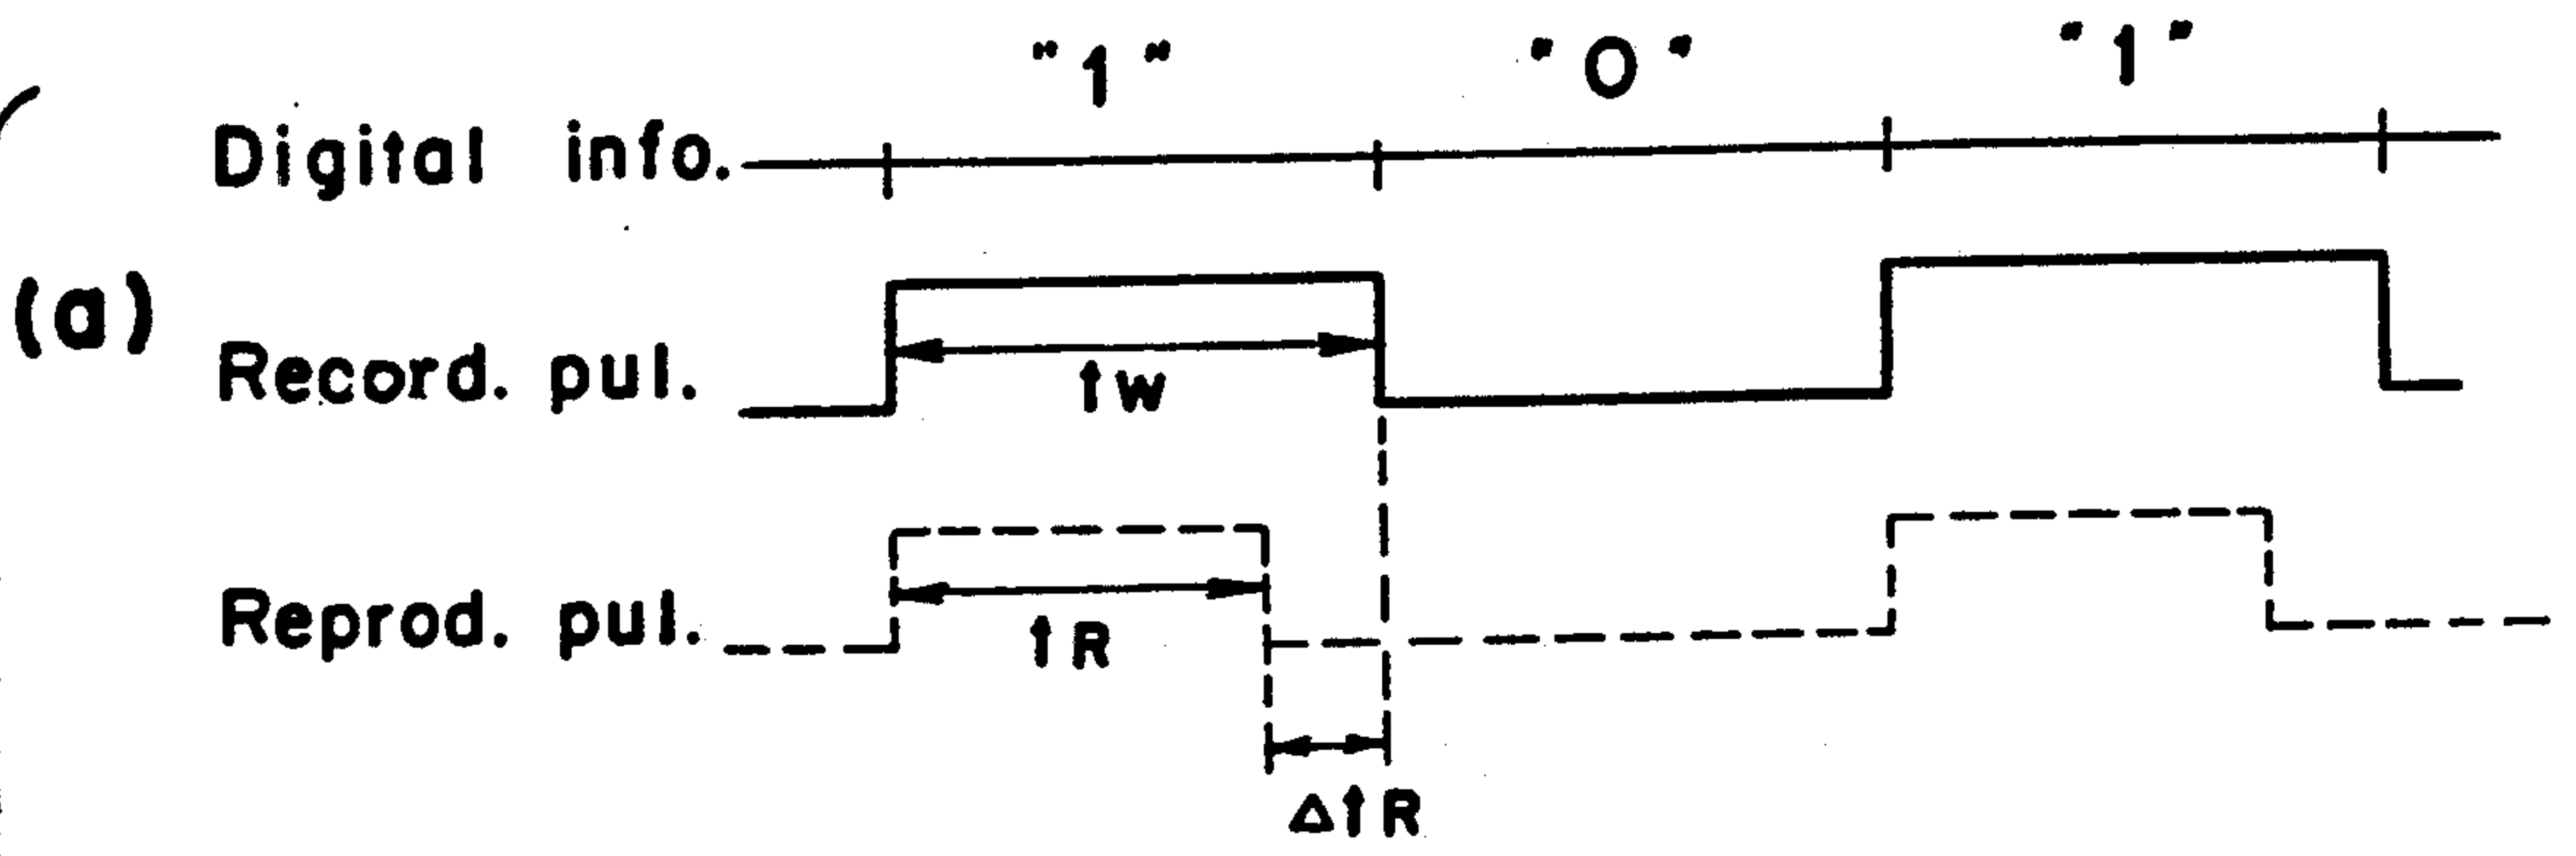 "1" "0" "1"
Digital info.
(a)
Record. pul.
tw
Reprod. pul.
tR
ΔtR